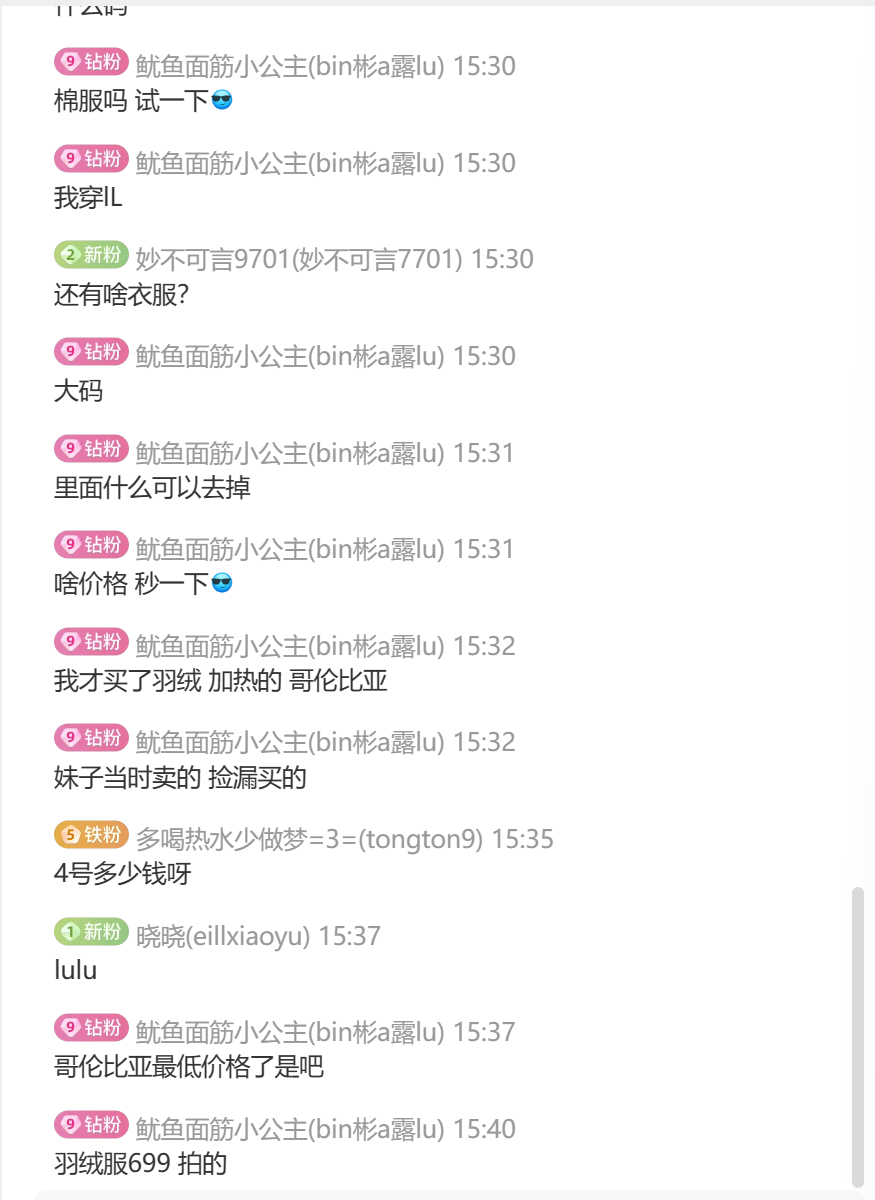 什么码
9 钻粉 鱿鱼面筋小公主(bin彬a露lu) 15:30
棉服吗 试一下😎
9 钻粉 鱿鱼面筋小公主(bin彬a露lu) 15:30
我穿lL
2 新粉 妙不可言9701(妙不可言7701) 15:30
还有啥衣服?
9 钻粉 鱿鱼面筋小公主(bin彬a露lu) 15:30
大码
9 钻粉 鱿鱼面筋小公主(bin彬a露lu) 15:31
里面什么可以去掉
9 钻粉 鱿鱼面筋小公主(bin彬a露lu) 15:31
啥价格 秒一下😎
9 钻粉 鱿鱼面筋小公主(bin彬a露lu) 15:32
我才买了羽绒 加热的 哥伦比亚
9 钻粉 鱿鱼面筋小公主(bin彬a露lu) 15:32
妹子当时卖的 捡漏买的
5 铁粉 多喝热水少做梦=3=(tongton9) 15:35
4号多少钱呀
1 新粉 晓晓(eillxiaoyu) 15:37
lulu
9 钻粉 鱿鱼面筋小公主(bin彬a露lu) 15:37
哥伦比亚最低价格了是吧
9 钻粉 鱿鱼面筋小公主(bin彬a露lu) 15:40
羽绒服699 拍的